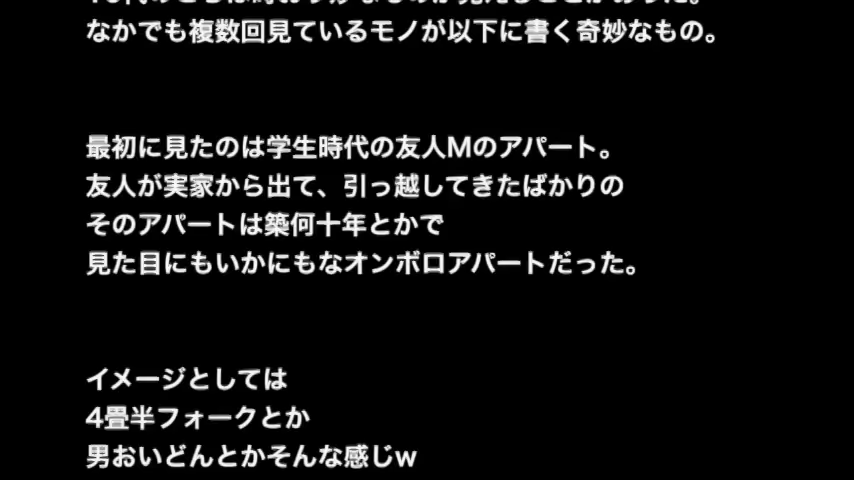 なかでも複数回見ているモノが以下に書く奇妙なもの。
最初に見たのは学生時代の友人Mのアパート。
友人が実家から出て、引っ越してきたばかりの
そのアパートは築何十年とかで
見た目にもいかにもなオンボロアパートだった。
イメージとしては
4畳半フォークとか
男おいどんとかそんな感じw